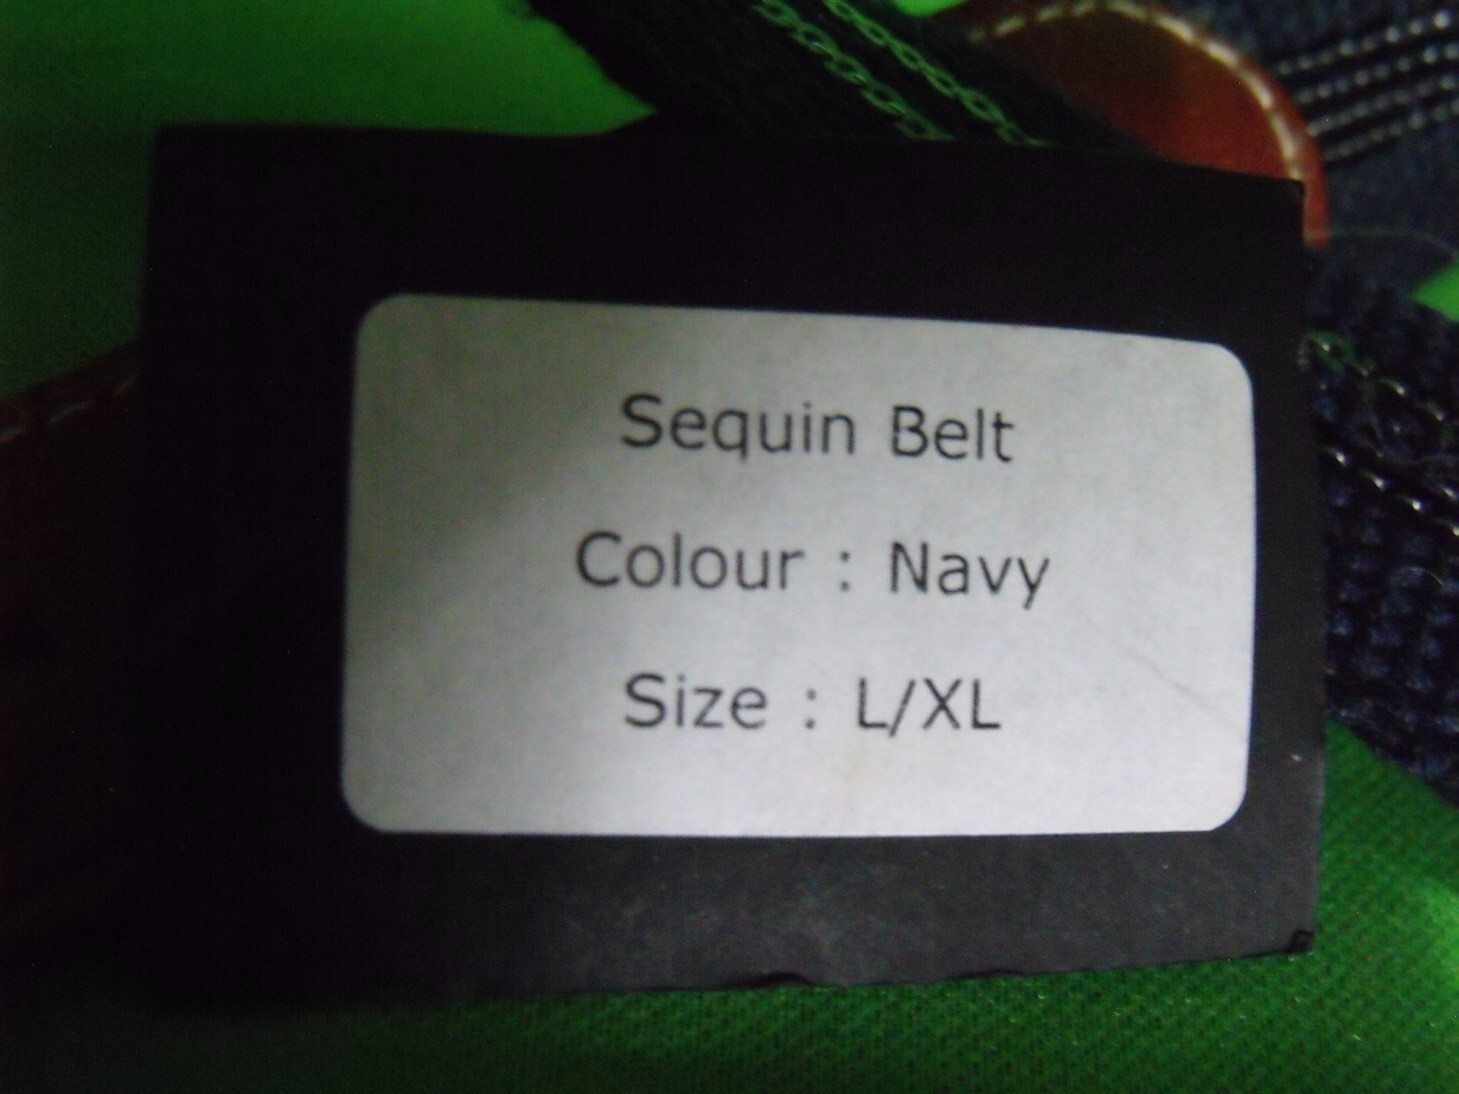 Sequin Belt
Colour : Navy
Size : L/XL